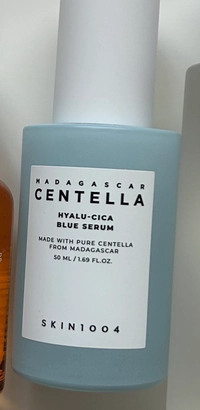 MADAGASCAR
CENTELLA
HYALU-CICA
BLUE SERUM
MADE WITH PURE CENTELLA
FROM MADAGASCAR
50 ML / 1.69 FL.OZ.
SKIN1004